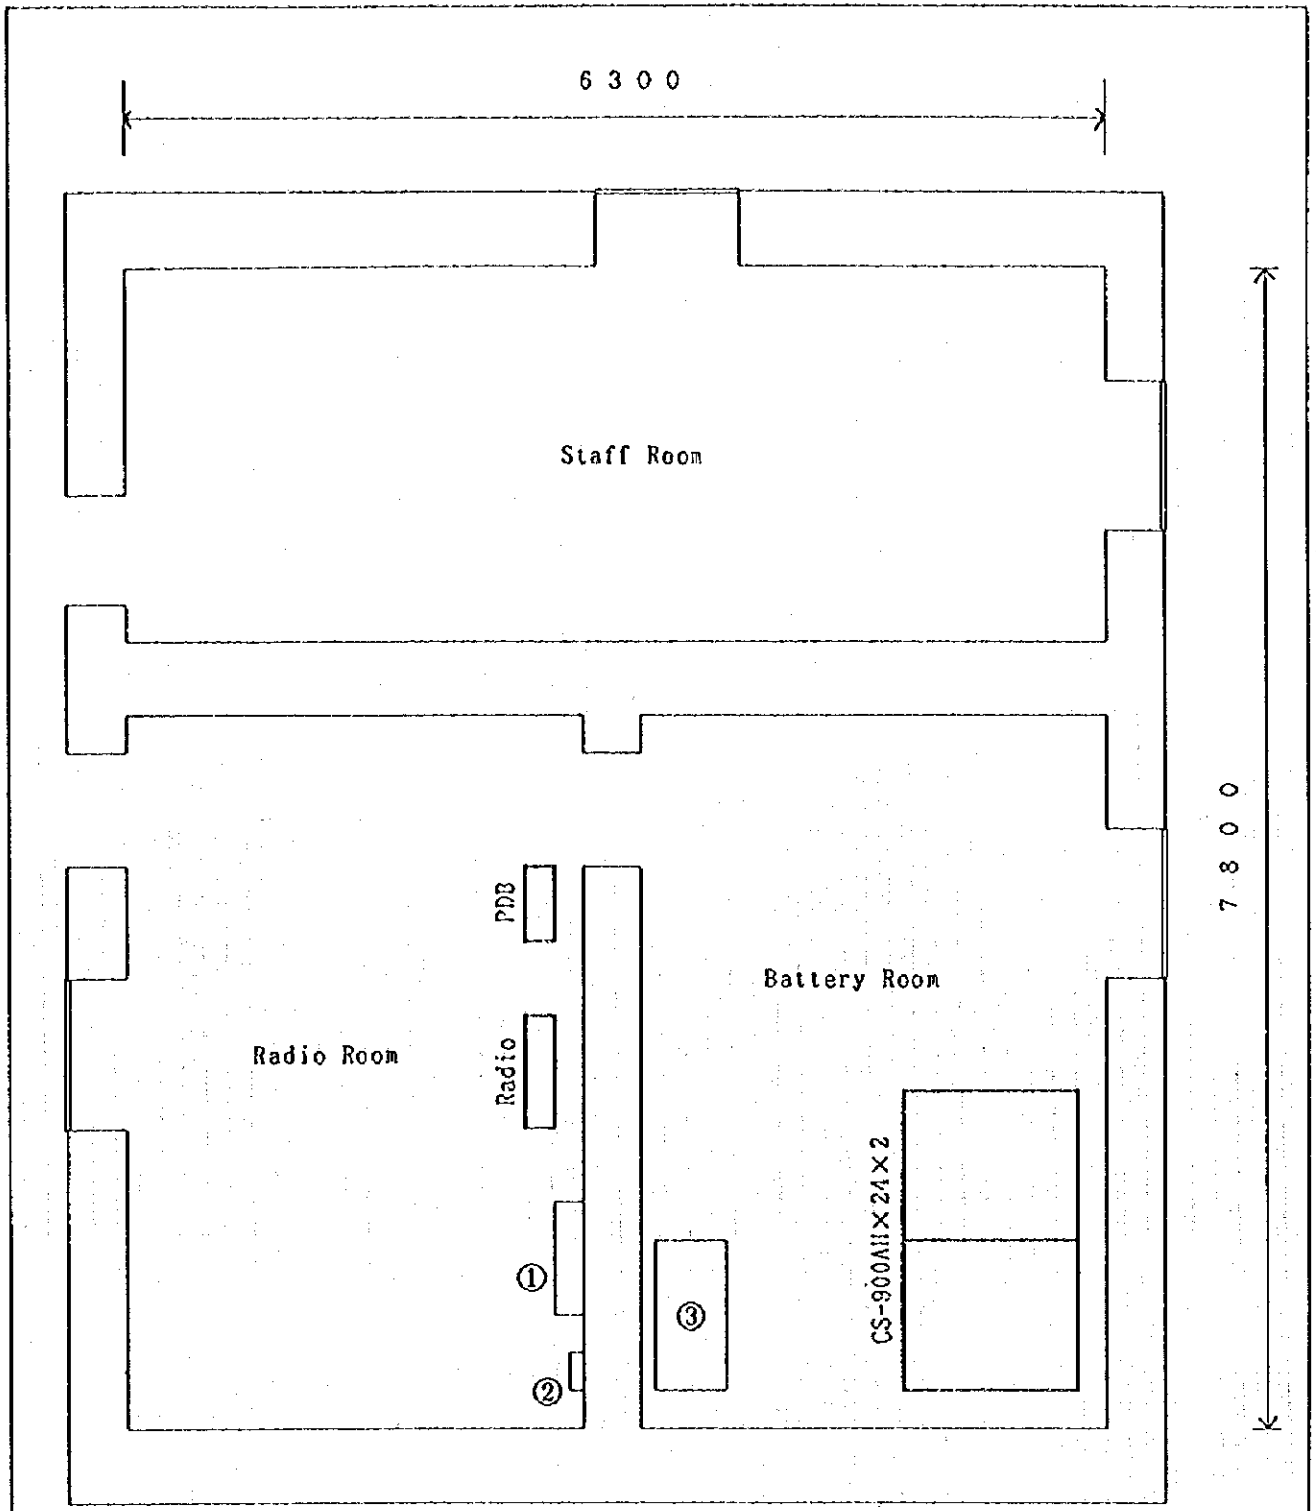 6300
Staff Room
7800
PDB
Battery Room
Radio Room
Radio
CS-900AH×24×2
①
③
②